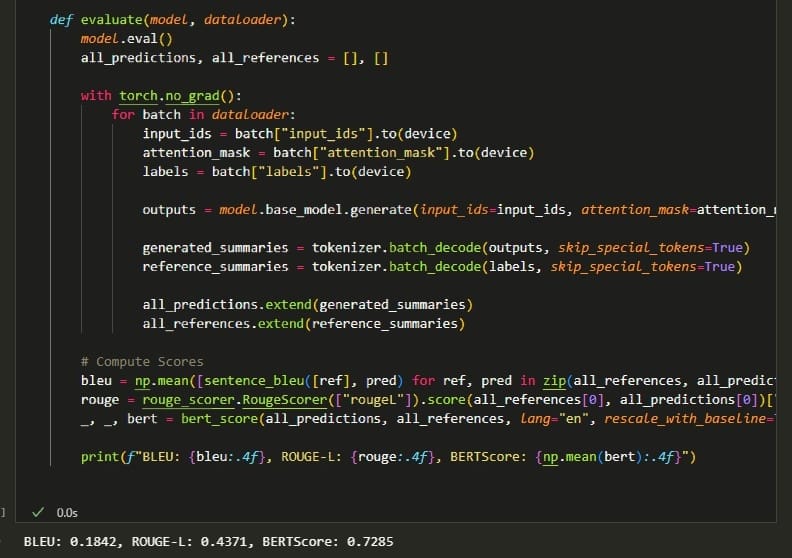 def evaluate(model, dataloader):
    model.eval()
    all_predictions, all_references = [], []

    with torch.no_grad():
        for batch in dataloader:
            input_ids = batch["input_ids"].to(device)
            attention_mask = batch["attention_mask"].to(device)
            labels = batch["labels"].to(device)

            outputs = model.base_model.generate(input_ids=input_ids, attention_mask=attention_

            generated_summaries = tokenizer.batch_decode(outputs, skip_special_tokens=True)
            reference_summaries = tokenizer.batch_decode(labels, skip_special_tokens=True)

            all_predictions.extend(generated_summaries)
            all_references.extend(reference_summaries)

    # Compute Scores
    bleu = np.mean([sentence_bleu([ref], pred) for ref, pred in zip(all_references, all_predic
    rouge = rouge_scorer.RougeScorer(["rougeL"]).score(all_references[0], all_predictions[0])[
    _, _, bert = bert_score(all_predictions, all_references, lang="en", rescale_with_baseline=

    print(f"BLEU: {bleu:.4f}, ROUGE-L: {rouge:.4f}, BERTScore: {np.mean(bert):.4f}")
] ✓ 0.0s
BLEU: 0.1842, ROUGE-L: 0.4371, BERTScore: 0.7285